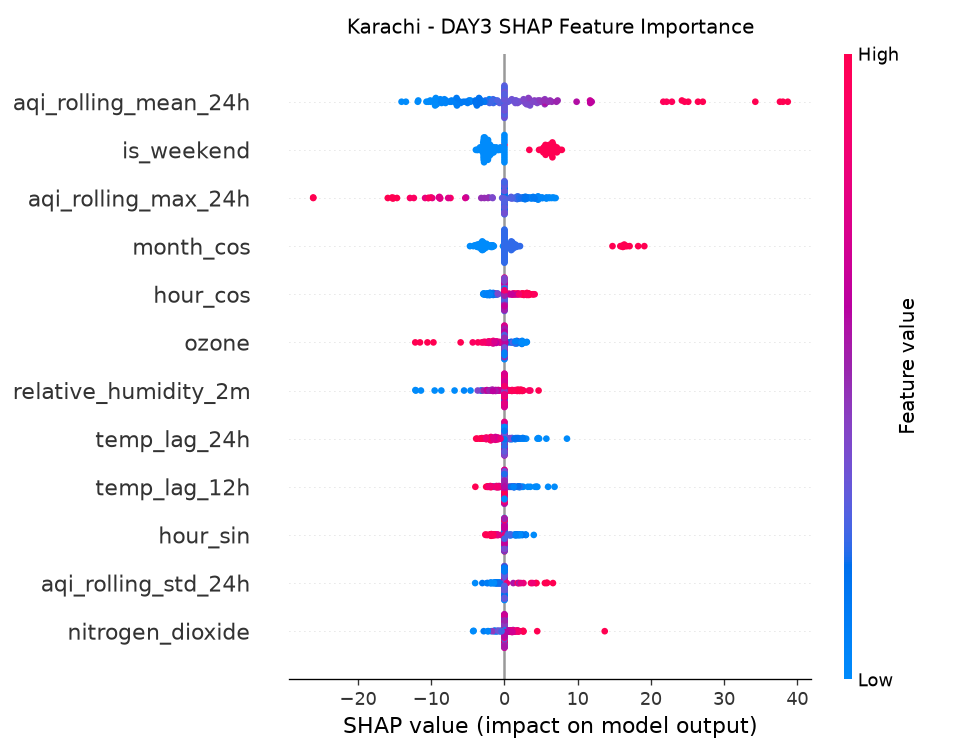 Karachi - DAY3 SHAP Feature Importance
High
aqi_rolling_mean_24h
is_weekend
aqi_rolling_max_24h
month_cos
hour_cos
ozone
relative_humidity_2m
temp_lag_24h
temp_lag_12h
hour_sin
aqi_rolling_std_24h
nitrogen_dioxide
Feature value
Low
−20 −10 0 10 20 30 40
SHAP value (impact on model output)